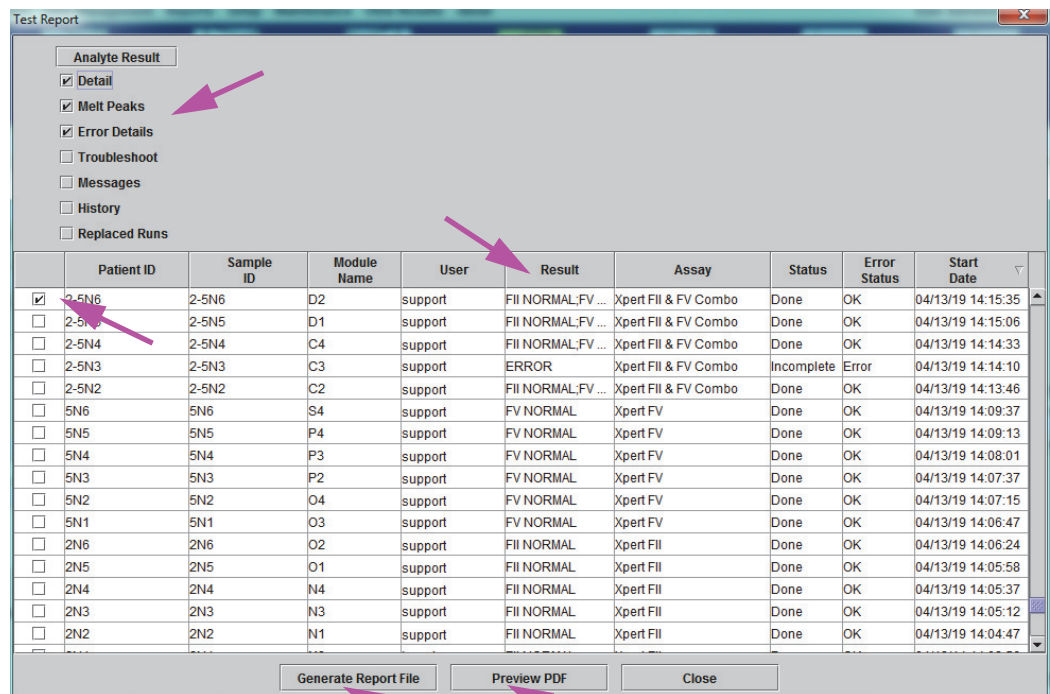 Test Report
Analyte Result
Detail
Melt Peaks
Error Details
Troubleshoot
Messages
History
Replaced Runs
Patient ID Sample ID Module Name User Result Assay Status Error Status Start Date
2-5N6 2-5N6 D2 support FII NORMAL;FV ... Xpert FII & FV Combo Done OK 04/13/19 14:15:35
2-5N5 D1 support FII NORMAL;FV ... Xpert FII & FV Combo Done OK 04/13/19 14:15:06
2-5N4 2-5N4 C4 support FII NORMAL;FV ... Xpert FII & FV Combo Done OK 04/13/19 14:14:33
2-5N3 2-5N3 C3 support ERROR Xpert FII & FV Combo Incomplete Error 04/13/19 14:14:10
2-5N2 2-5N2 C2 support FII NORMAL;FV ... Xpert FII & FV Combo Done OK 04/13/19 14:13:46
5N6 5N6 S4 support FV NORMAL Xpert FV Done OK 04/13/19 14:09:37
5N5 5N5 P4 support FV NORMAL Xpert FV Done OK 04/13/19 14:09:13
5N4 5N4 P3 support FV NORMAL Xpert FV Done OK 04/13/19 14:08:01
5N3 5N3 P2 support FV NORMAL Xpert FV Done OK 04/13/19 14:07:37
5N2 5N2 O4 support FV NORMAL Xpert FV Done OK 04/13/19 14:07:15
5N1 5N1 O3 support FV NORMAL Xpert FV Done OK 04/13/19 14:06:47
2N6 2N6 O2 support FII NORMAL Xpert FII Done OK 04/13/19 14:06:24
2N5 2N5 O1 support FII NORMAL Xpert FII Done OK 04/13/19 14:05:58
2N4 2N4 N4 support FII NORMAL Xpert FII Done OK 04/13/19 14:05:37
2N3 2N3 N3 support FII NORMAL Xpert FII Done OK 04/13/19 14:05:12
2N2 2N2 N1 support FII NORMAL Xpert FII Done OK 04/13/19 14:04:47
Generate Report File Preview PDF Close